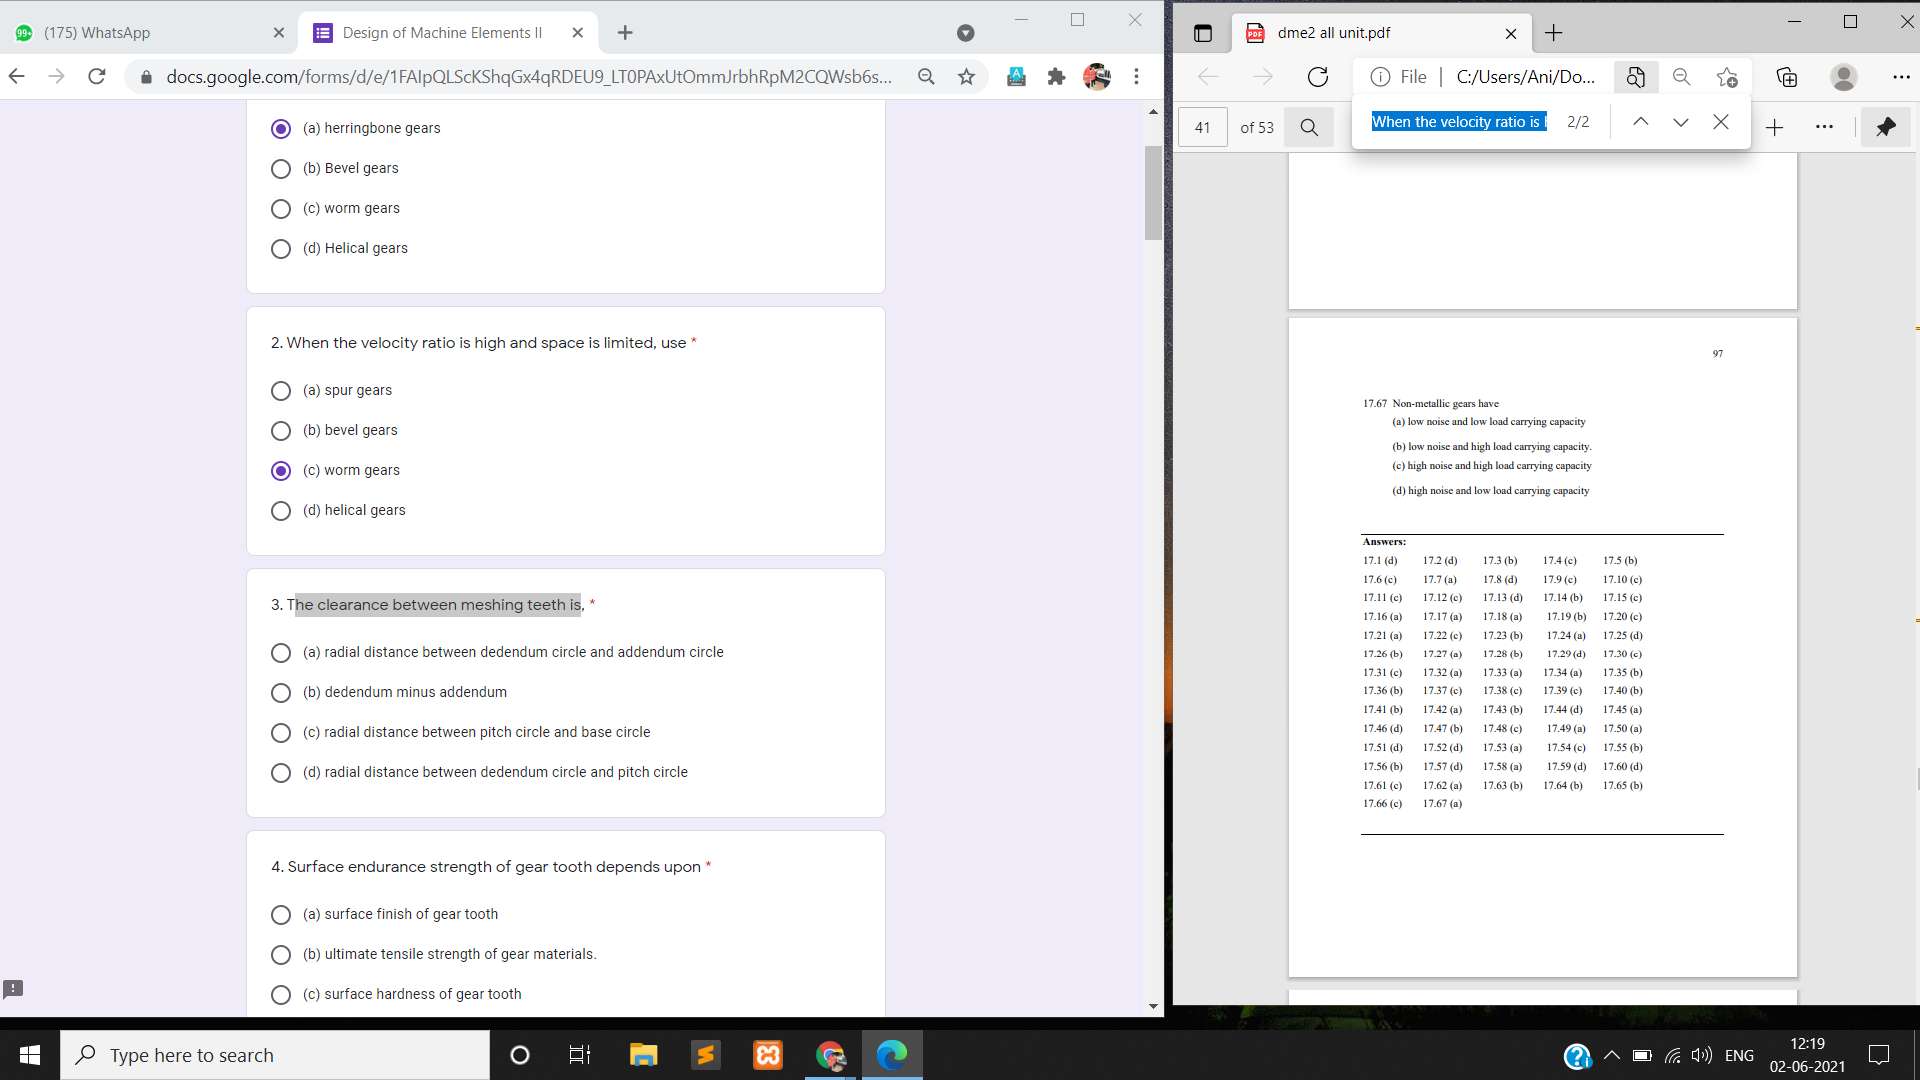 (175) WhatsApp
Design of Machine Elements II
docs.google.com/forms/d/e/1FAIpQLScKShqGx4qRDEU9_LT0PAxUtOmmJrbhRpM2CQWsb6s...
(a) herringbone gears
(b) Bevel gears
(c) worm gears
(d) Helical gears
2. When the velocity ratio is high and space is limited, use *
(a) spur gears
(b) bevel gears
(c) worm gears
(d) helical gears
3. The clearance between meshing teeth is, *
(a) radial distance between dedendum circle and addendum circle
(b) dedendum minus addendum
(c) radial distance between pitch circle and base circle
(d) radial distance between dedendum circle and pitch circle
4. Surface endurance strength of gear tooth depends upon *
(a) surface finish of gear tooth
(b) ultimate tensile strength of gear materials.
(c) surface hardness of gear tooth
dme2 all unit.pdf
File | C:/Users/Ani/Do...
41 of 53
When the velocity ratio is 2/2
97
17.67 Non-metallic gears have
(a) low noise and low load carrying capacity
(b) low noise and high load carrying capacity.
(c) high noise and high load carrying capacity
(d) high noise and low load carrying capacity
Answers:
17.1 (d) 17.2 (d) 17.3 (b) 17.4 (c) 17.5 (b)
17.6 (c) 17.7 (a) 17.8 (d) 17.9 (c) 17.10 (c)
17.11 (c) 17.12 (c) 17.13 (d) 17.14 (b) 17.15 (c)
17.16 (a) 17.17 (a) 17.18 (a) 17.19 (b) 17.20 (c)
17.21 (a) 17.22 (c) 17.23 (b) 17.24 (a) 17.25 (d)
17.26 (b) 17.27 (a) 17.28 (b) 17.29 (d) 17.30 (c)
17.31 (c) 17.32 (a) 17.33 (a) 17.34 (a) 17.35 (b)
17.36 (b) 17.37 (c) 17.38 (c) 17.39 (c) 17.40 (b)
17.41 (b) 17.42 (a) 17.43 (b) 17.44 (d) 17.45 (a)
17.46 (d) 17.47 (b) 17.48 (c) 17.49 (a) 17.50 (a)
17.51 (d) 17.52 (d) 17.53 (a) 17.54 (c) 17.55 (b)
17.56 (b) 17.57 (d) 17.58 (a) 17.59 (d) 17.60 (d)
17.61 (c) 17.62 (a) 17.63 (b) 17.64 (b) 17.65 (b)
17.66 (c) 17.67 (a)
Type here to search
ENG
12:19
02-06-2021